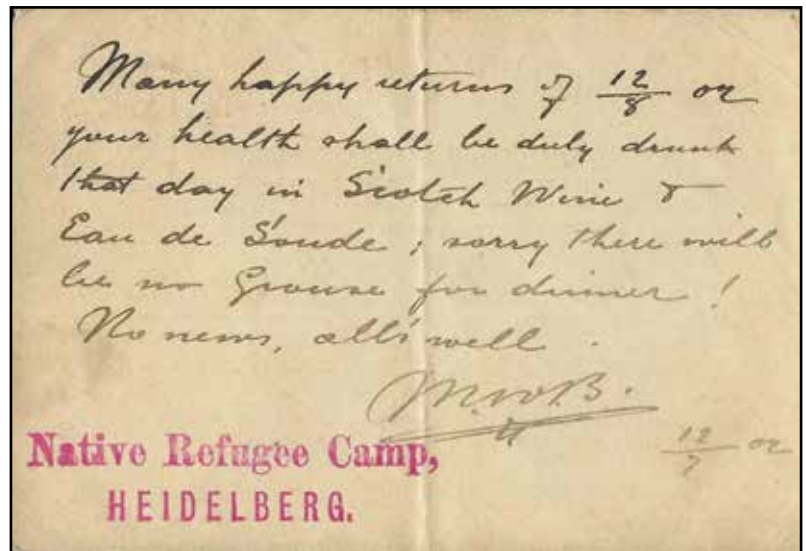 Many happy returns of 12/8 02
your health shall be duly drunk
that day in Scotch Wine &
Eau de Soude ; sorry there will
be no Grouse for dinner !
No news, all's well .
M.W.B.
12/7 02
Native Refugee Camp,
HEIDELBERG.